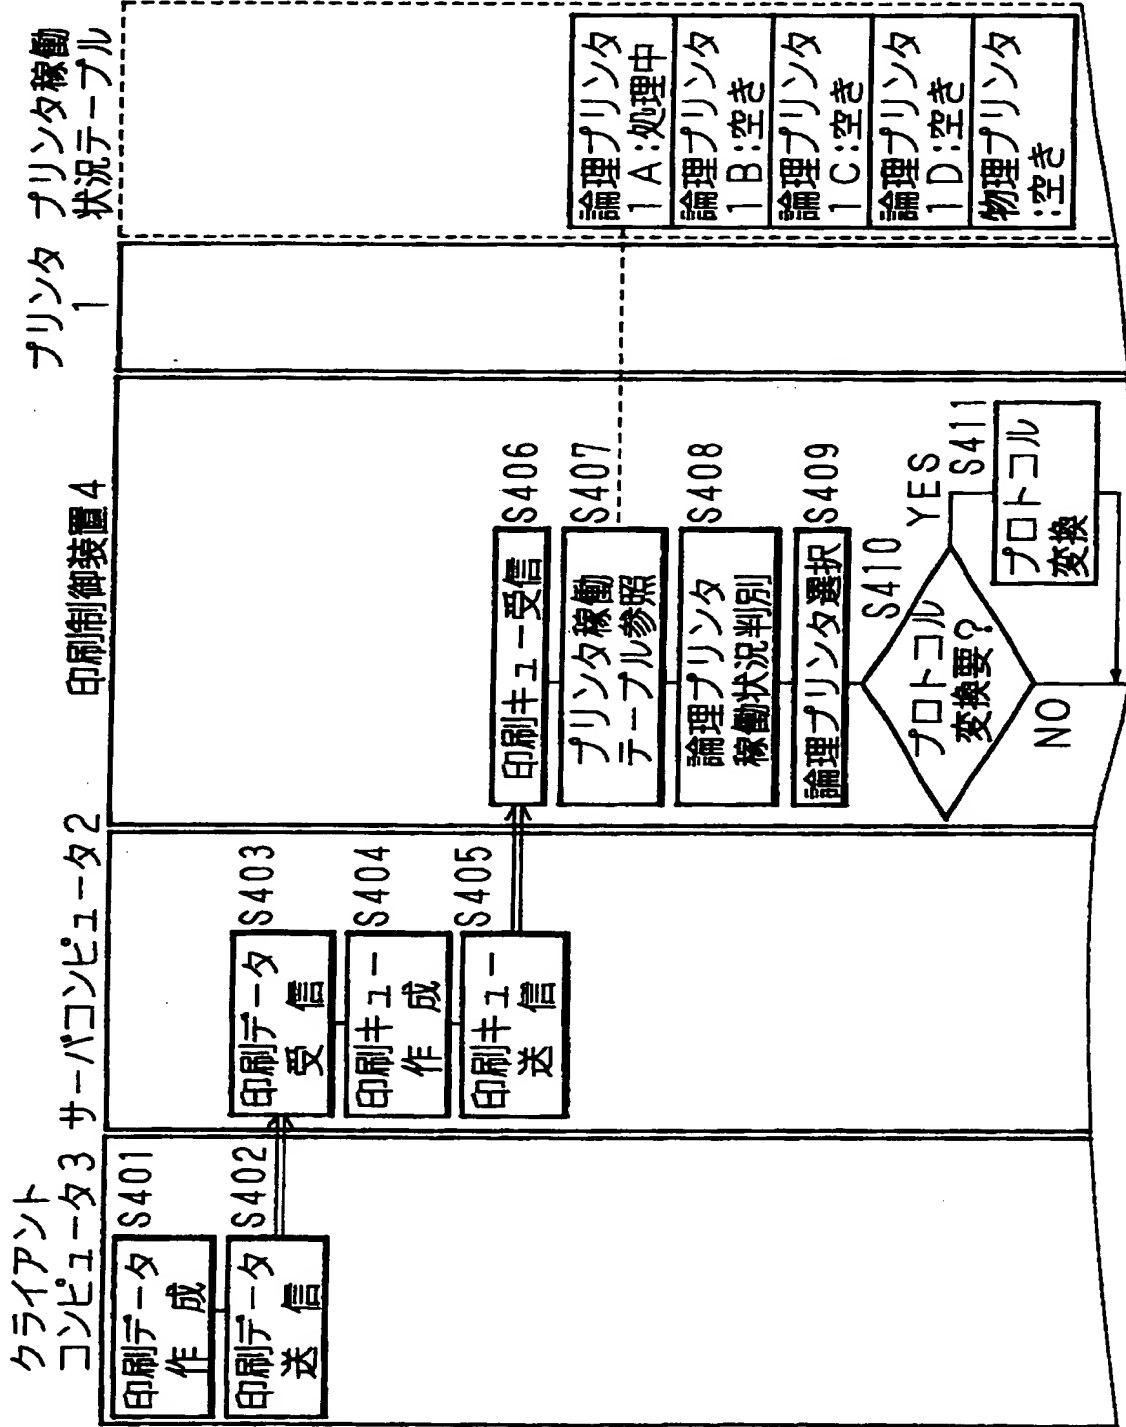 クライアント
コンピュータ3
サーバコンピュータ2
印刷制御装置4
プリンタ
1
プリンタ稼働
状況テーブル
印刷データ
作 成
S401
印刷データ
送 信
S402
印刷データ
受 信
S403
印刷キュー
作 成
S404
印刷キュー
送 信
S405
印刷キュー受信
S406
プリンタ稼働
テーブル参照
S407
論理プリンタ
稼働状況判別
S408
論理プリンタ選択
S409
プロトコル
変換要?
S410
YES
NO
プロトコル
変換
S411
論理プリンタ
1A:処理中
論理プリンタ
1B:空き
論理プリンタ
1C:空き
論理プリンタ
1D:空き
物理プリンタ
:空き